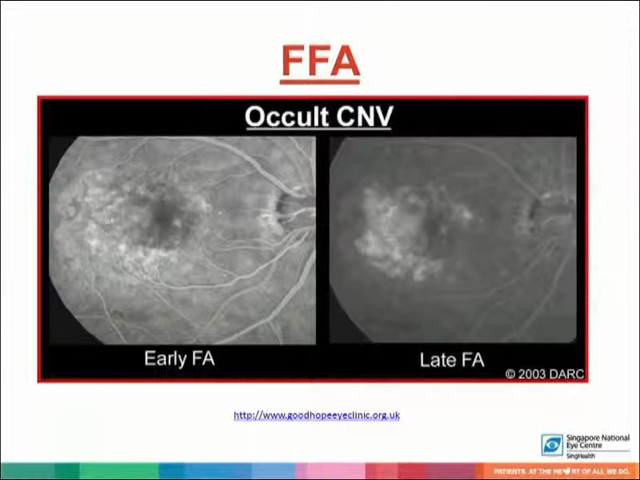 FFA
Occult CNV
Early FA
Late FA
© 2003 DARC
http://www.goodhopeeyeclinic.org.uk
Singapore National
Eye Centre
SingHealth
PATIENTS. AT THE HE RT OF ALL WE DO.